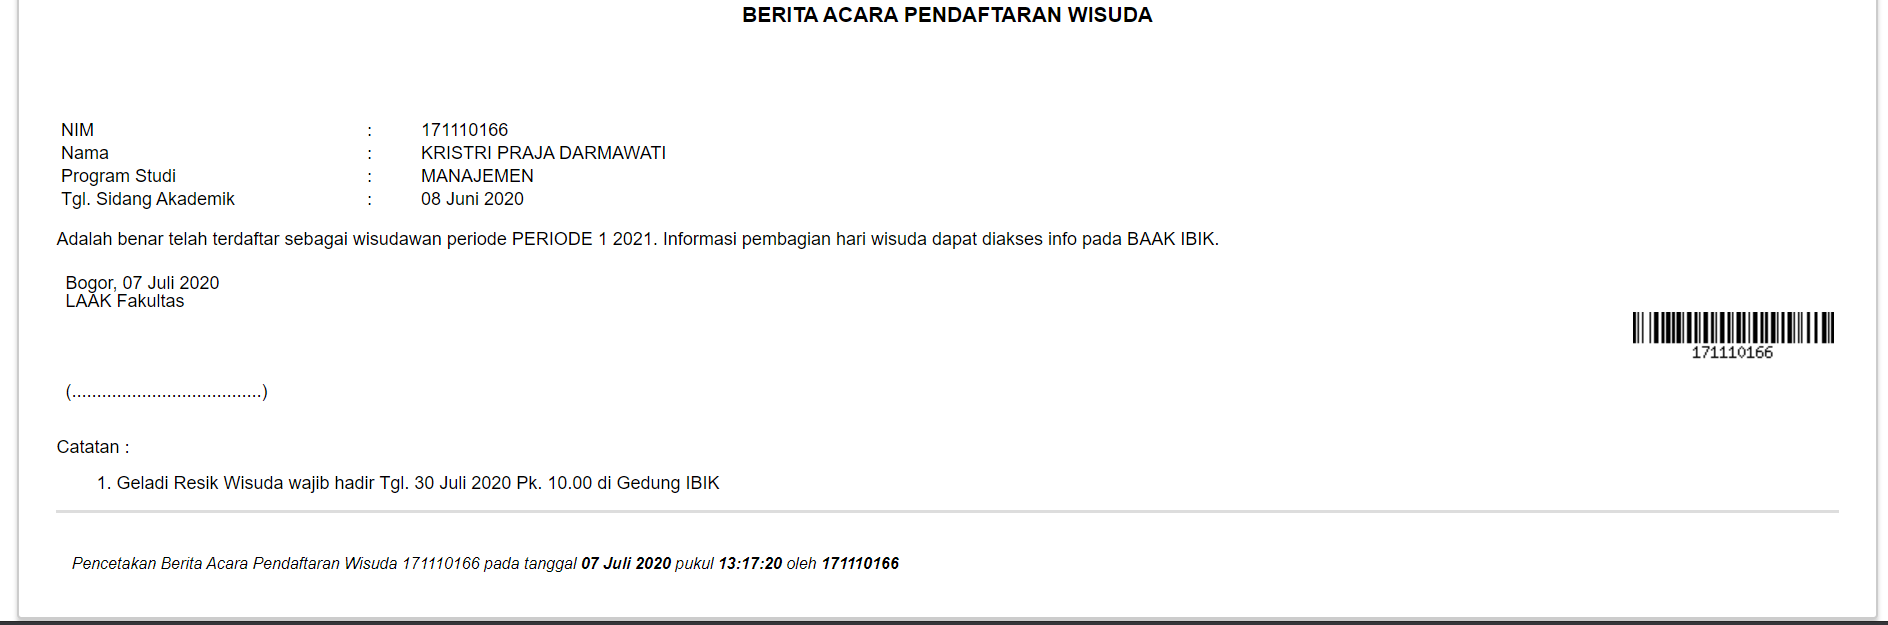 BERITA ACARA PENDAFTARAN WISUDA
NIM : 171110166
Nama : KRISTRI PRAJA DARMAWATI
Program Studi : MANAJEMEN
Tgl. Sidang Akademik : 08 Juni 2020
Adalah benar telah terdaftar sebagai wisudawan periode PERIODE 1 2021. Informasi pembagian hari wisuda dapat diakses info pada BAAK IBIK.
Bogor, 07 Juli 2020
LAAK Fakultas
171110166
(......................................)
Catatan :
1. Geladi Resik Wisuda wajib hadir Tgl. 30 Juli 2020 Pk. 10.00 di Gedung IBIK
Pencetakan Berita Acara Pendaftaran Wisuda 171110166 pada tanggal 07 Juli 2020 pukul 13:17:20 oleh 171110166